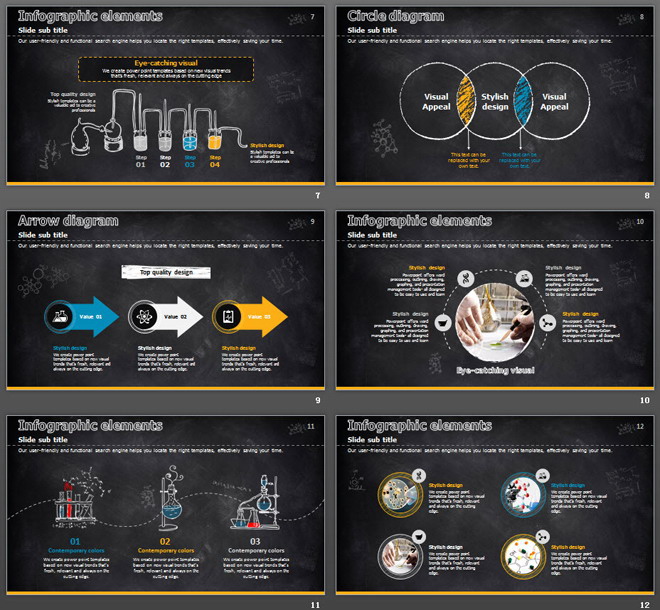 Infographic elements
7
Slide sub title
Our user-friendly and functional search engine helps you locate the right templates, effectively saving your time.
Eye-catching visual
We create power point templates based on new visual trends
that's fresh, relevant and always on the cutting edge
Top quality design
Stylish templates can be a
valuable aid to creative
professionals
Step
01
Step
02
Step
03
Step
04
Stylish design
Stylish templates can be
a valuable aid to
creative professionals
7
Circle diagram
8
Slide sub title
Our user-friendly and functional search engine helps you locate the right templates, effectively saving your time.
Visual
Appeal
Stylish
design
Visual
Appeal
This text can be
replaced with your
own text.
This text can be
replaced with your
own text.
8
Arrow diagram
9
Slide sub title
Our user-friendly and functional search engine helps you locate the right templates, effectively saving your time.
Top quality design
Value 01
Value 02
Value 03
Stylish design
We create power point
templates based on new visual
trends that's fresh, relevant and
always on the cutting edge.
Stylish design
We create power point
templates based on new visual
trends that's fresh, relevant and
always on the cutting edge.
Stylish design
We create power point
templates based on new visual
trends that's fresh, relevant and
always on the cutting edge.
9
Infographic elements
10
Slide sub title
Our user-friendly and functional search engine helps you locate the right templates, effectively saving your time.
Stylish design
PowerPoint offers word
processing, outlining, drawing,
graphing, and presentation
management tools- all designed
to be easy to use and learn
Stylish design
PowerPoint offers word
processing, outlining, drawing,
graphing, and presentation
management tools- all designed
to be easy to use and learn
Stylish design
PowerPoint offers word
processing, outlining, drawing,
graphing, and presentation
management tools- all designed
to be easy to use and learn
Stylish design
PowerPoint offers word
processing, outlining, drawing,
graphing, and presentation
management tools- all designed
to be easy to use and learn
Eye-catching visual
10
Infographic elements
11
Slide sub title
Our user-friendly and functional search engine helps you locate the right templates, effectively saving your time.
01
Contemporary colors
We create power point templates
based on new visual trends that's
fresh, relevant and always on the
cutting edge.
02
Contemporary colors
We create power point templates
based on new visual trends that's
fresh, relevant and always on the
cutting edge.
03
Contemporary colors
We create power point templates
based on new visual trends that's
fresh, relevant and always on the
cutting edge.
11
Infographic elements
12
Slide sub title
Our user-friendly and functional search engine helps you locate the right templates, effectively saving your time.
Stylish design
We create power point
templates based on new visual
trends that's fresh, relevant
and always on the cutting
edge.
Stylish design
We create power point
templates based on new visual
trends that's fresh, relevant
and always on the cutting
edge.
Stylish design
We create power point
templates based on new visual
trends that's fresh, relevant
and always on the cutting
edge.
Stylish design
We create power point
templates based on new visual
trends that's fresh, relevant
and always on the cutting
edge.
12